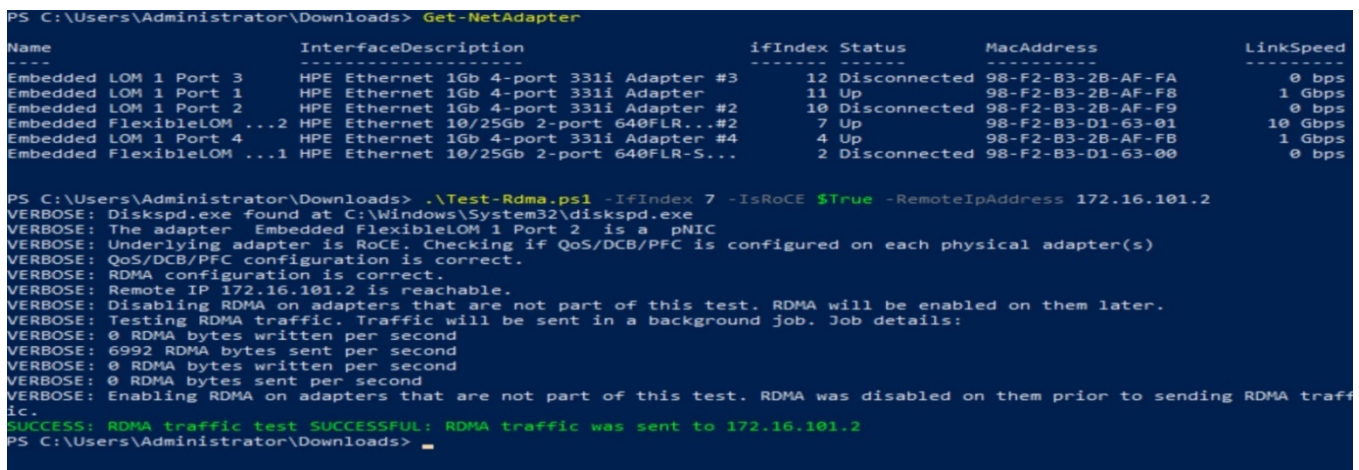 PS C:\Users\Administrator\Downloads> Get-NetAdapter
Name InterfaceDescription ifIndex Status MacAddress LinkSpeed
---- -------------------- ------- ------ ---------- ---------
Embedded LOM 1 Port 3 HPE Ethernet 1Gb 4-port 331i Adapter #3 12 Disconnected 98-F2-B3-2B-AF-FA 0 bps
Embedded LOM 1 Port 1 HPE Ethernet 1Gb 4-port 331i Adapter 11 Up 98-F2-B3-2B-AF-F8 1 Gbps
Embedded LOM 1 Port 2 HPE Ethernet 1Gb 4-port 331i Adapter #2 10 Disconnected 98-F2-B3-2B-AF-F9 0 bps
Embedded FlexibleLOM ...2 HPE Ethernet 10/25Gb 2-port 640FLR...#2 7 Up 98-F2-B3-D1-63-01 10 Gbps
Embedded LOM 1 Port 4 HPE Ethernet 1Gb 4-port 331i Adapter #4 4 Up 98-F2-B3-2B-AF-FB 1 Gbps
Embedded FlexibleLOM ...1 HPE Ethernet 10/25Gb 2-port 640FLR-S... 2 Disconnected 98-F2-B3-D1-63-00 0 bps
PS C:\Users\Administrator\Downloads> .\Test-Rdma.ps1 -IfIndex 7 -IsRoCE $True -RemoteIpAddress 172.16.101.2
VERBOSE: Diskspd.exe found at C:\Windows\System32\diskspd.exe
VERBOSE: The adapter  Embedded FlexibleLOM 1 Port 2  is a  pNIC
VERBOSE: Underlying adapter is RoCE. Checking if QoS/DCB/PFC is configured on each physical adapter(s)
VERBOSE: QoS/DCB/PFC configuration is correct.
VERBOSE: RDMA configuration is correct.
VERBOSE: Remote IP 172.16.101.2 is reachable.
VERBOSE: Disabling RDMA on adapters that are not part of this test. RDMA will be enabled on them later.
VERBOSE: Testing RDMA traffic. Traffic will be sent in a background job. Job details:
VERBOSE: 0 RDMA bytes written per second
VERBOSE: 6992 RDMA bytes sent per second
VERBOSE: 0 RDMA bytes written per second
VERBOSE: 0 RDMA bytes sent per second
VERBOSE: Enabling RDMA on adapters that are not part of this test. RDMA was disabled on them prior to sending RDMA traff
ic.
SUCCESS: RDMA traffic test SUCCESSFUL: RDMA traffic was sent to 172.16.101.2
PS C:\Users\Administrator\Downloads> _